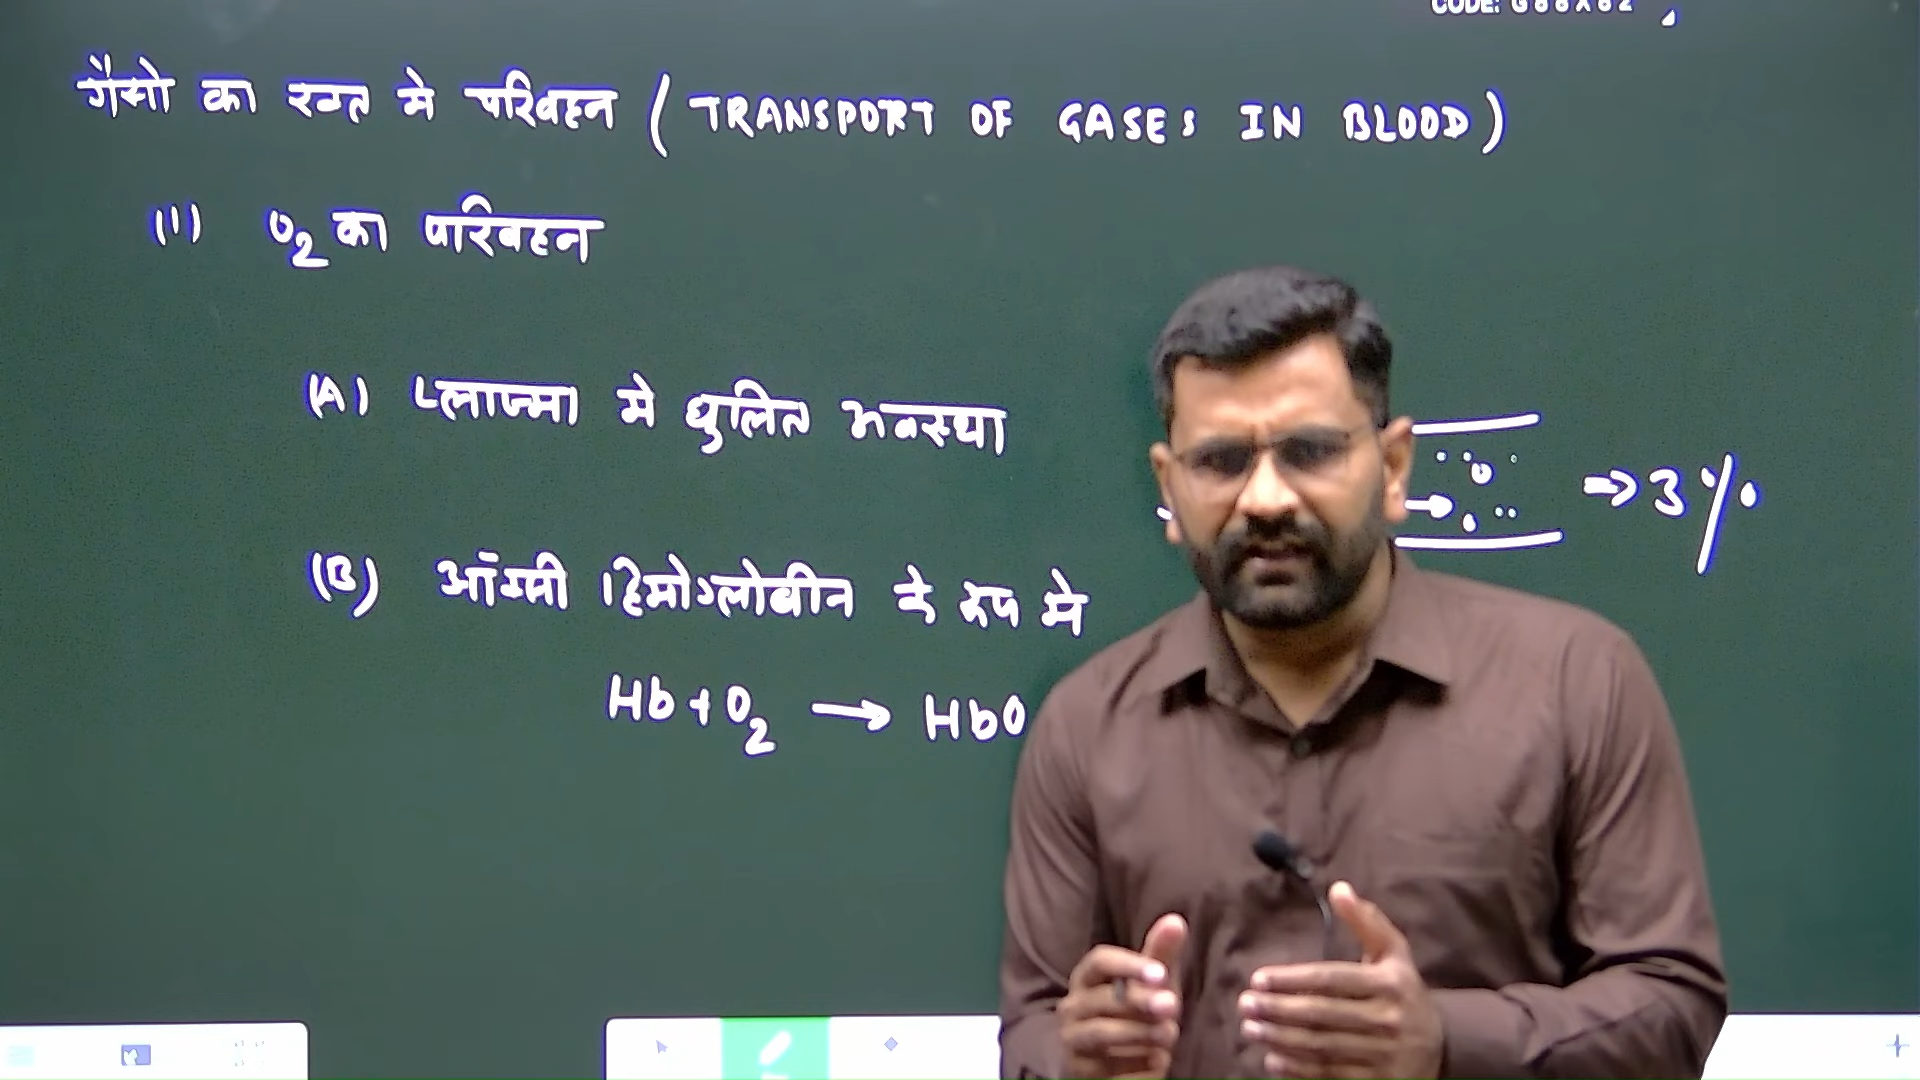 गैसो का रक्त मे परिवहन (TRANSPORT OF GASES IN BLOOD)
(1) O2 का परिवहन
(A) प्लाज्मा मे घुलित अवस्था
→ 3%
(B) ऑक्सी हिमोग्लोबीन के रूप मे
Hb + O2 → HbO